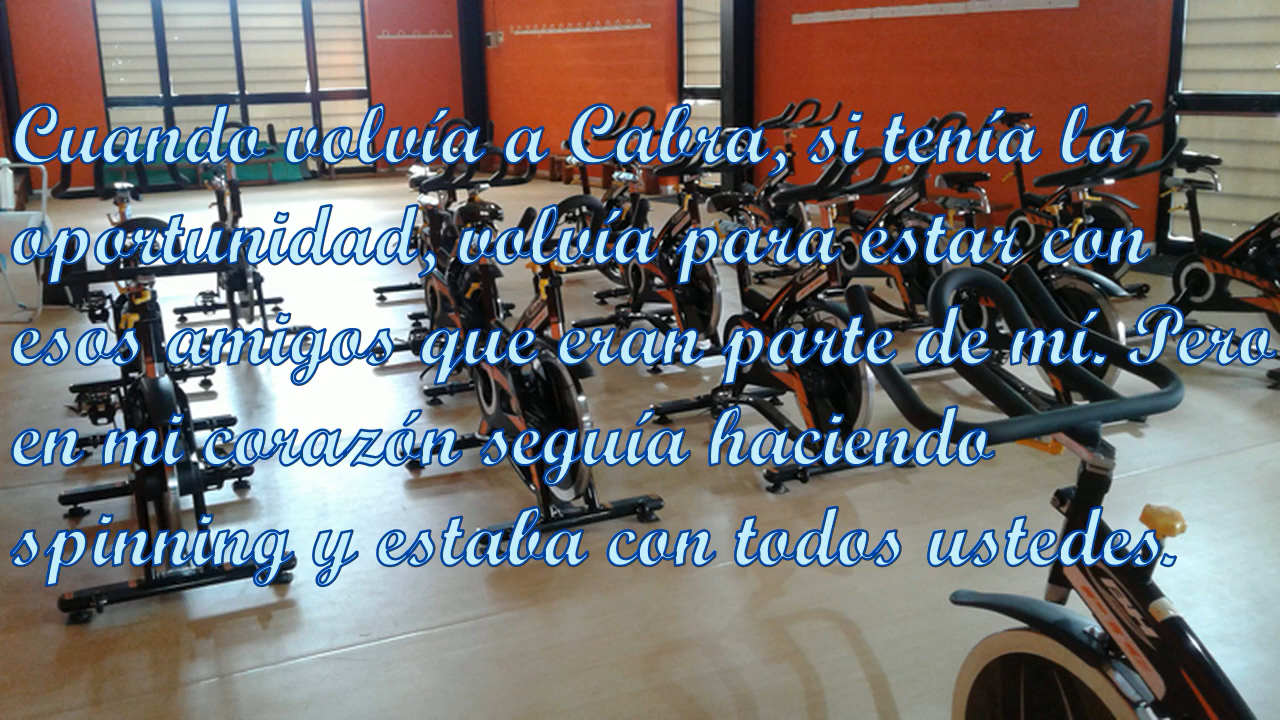 Cuando volvía a Cabra, si tenía la
oportunidad, volvía para estar con
esos amigos que eran parte de mí. Pero
en mi corazón seguía haciendo
spinning y estaba con todos ustedes.
BH